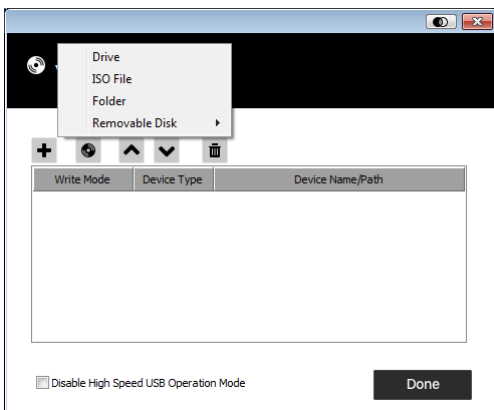 Drive
ISO File
Folder
Removable Disk
Write Mode Device Type Device Name/Path
Disable High Speed USB Operation Mode
Done